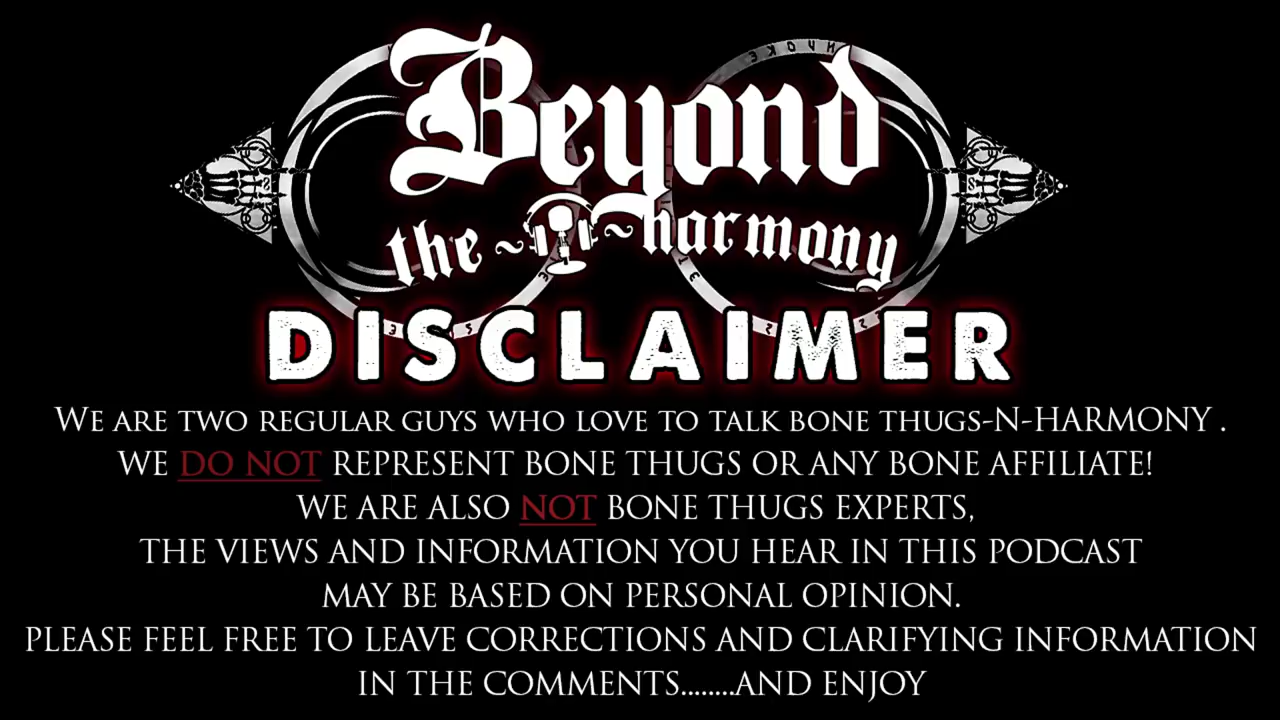 Beyond
the ~ ~ harmony
DISCLAIMER
WE ARE TWO REGULAR GUYS WHO LOVE TO TALK BONE THUGS-N-HARMONY .
WE DO NOT REPRESENT BONE THUGS OR ANY BONE AFFILIATE!
WE ARE ALSO NOT BONE THUGS EXPERTS,
THE VIEWS AND INFORMATION YOU HEAR IN THIS PODCAST
MAY BE BASED ON PERSONAL OPINION.
PLEASE FEEL FREE TO LEAVE CORRECTIONS AND CLARIFYING INFORMATION
IN THE COMMENTS........AND ENJOY